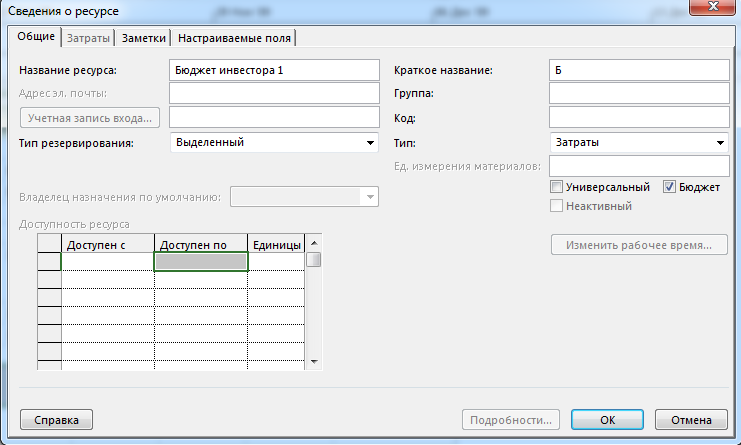 Сведения о ресурсе
Общие Затраты Заметки Настраиваемые поля
Название ресурса: Бюджет инвестора 1 Краткое название: Б
Адрес эл. почты: Группа:
Учетная запись входа... Код:
Тип резервирования: Выделенный Тип: Затраты
Ед. измерения материалов:
Универсальный Бюджет
Владелец назначения по умолчанию: Неактивный
Доступность ресурса
Доступен с Доступен по Единицы Изменить рабочее время...
Справка Подробности... ОК Отмена